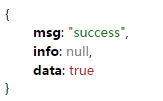 {
msg: "success",
info: null,
data: true
}